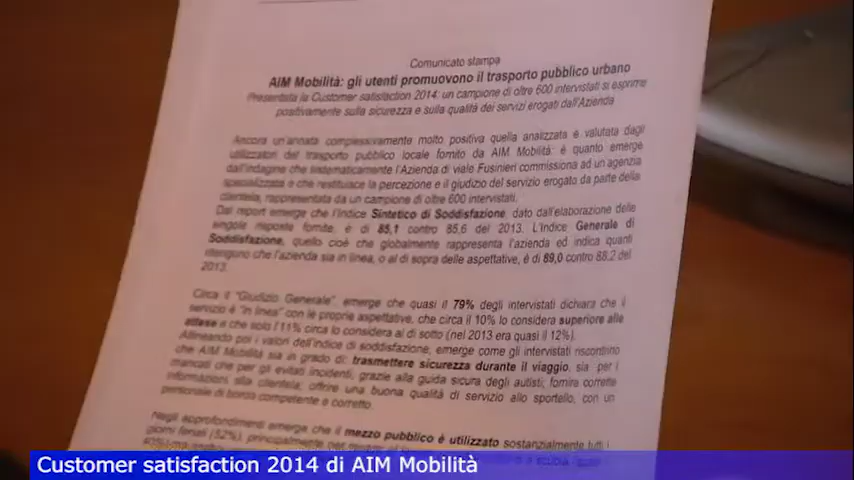 Comunicato stampa
AIM Mobilità: gli utenti promuovono il trasporto pubblico urbano
Presentata la Customer satisfaction 2014: un campione di oltre 600 intervistati si esprime
positivamente sulla sicurezza e sulla qualità dei servizi erogati dall'Azienda
Ancora un'annata complessivamente molto positiva quella analizzata e valutata dagli
utilizzatori del trasporto pubblico locale fornito da AIM Mobilità: è quanto emerge
dall'indagine che sistematicamente l'Azienda di viale Fusinieri commissiona ad un agenzia
specializzata e che restituisce la percezione e il giudizio del servizio erogato da parte della
clientela, rappresentata da un campione di oltre 600 intervistati.
Dal report emerge che l'Indice Sintetico di Soddisfazione, dato dall'elaborazione delle
singole risposte fornite, è di 85,1 contro 85,6 del 2013. L'indice Generale di
Soddisfazione, quello cioè che globalmente rappresenta l'azienda ed indica quanti
ritengono che l'azienda sia in linea, o al di sopra delle aspettative, è di 89,0 contro 88,2 del
2013.
Circa il "Giudizio Generale", emerge che quasi il 79% degli intervistati dichiara che il
servizio è "in linea" con le proprie aspettative, che circa il 10% lo considera superiore alle
attese e che solo l'11% circa lo considera al di sotto (nel 2013 era quasi il 12%).
Allineando poi i valori dell'indice di soddisfazione, emerge come gli intervistati riscontrino
che AIM Mobilità sia in grado di: trasmettere sicurezza durante il viaggio, sia per i
mancati che per gli evitati incidenti, grazie alla guida sicura degli autisti; fornire corrette
informazioni alla clientela; offrire una buona qualità di servizio allo sportello, con un
personale di bordo competente e corretto.
Negli approfondimenti emerge che il mezzo pubblico è utilizzato sostanzialmente tutti i
giorni feriali (52%), principalmente per
Customer satisfaction 2014 di AIM Mobilità